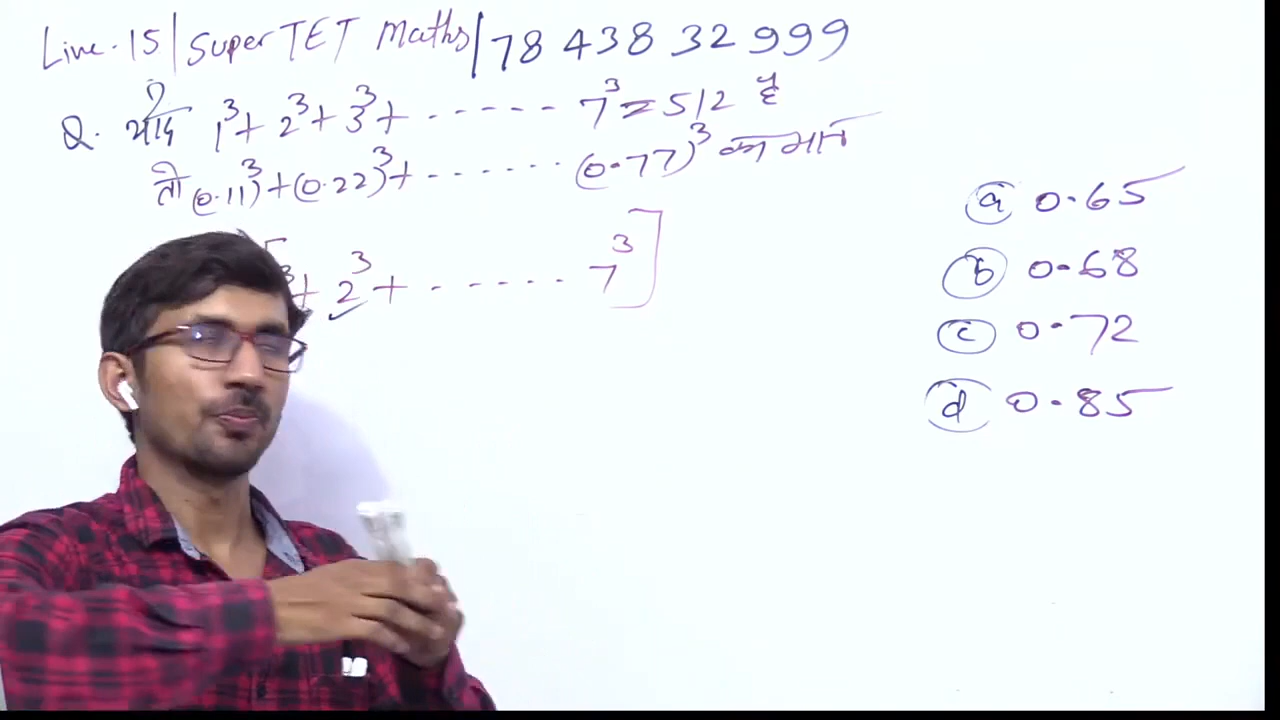 Live-15|Super TET Maths|78 438 32 999
Q. यदि 1³+ 2³+ 3³+ - - - - - - 7³ = 512 है
तो (0.11)³+(0.22)³+ - - - - - - (0.77)³ का मान
³+ 2³ + - - - - - - 7³]
(a) 0.65
(b) 0.68
(c) 0.72
(d) 0.85